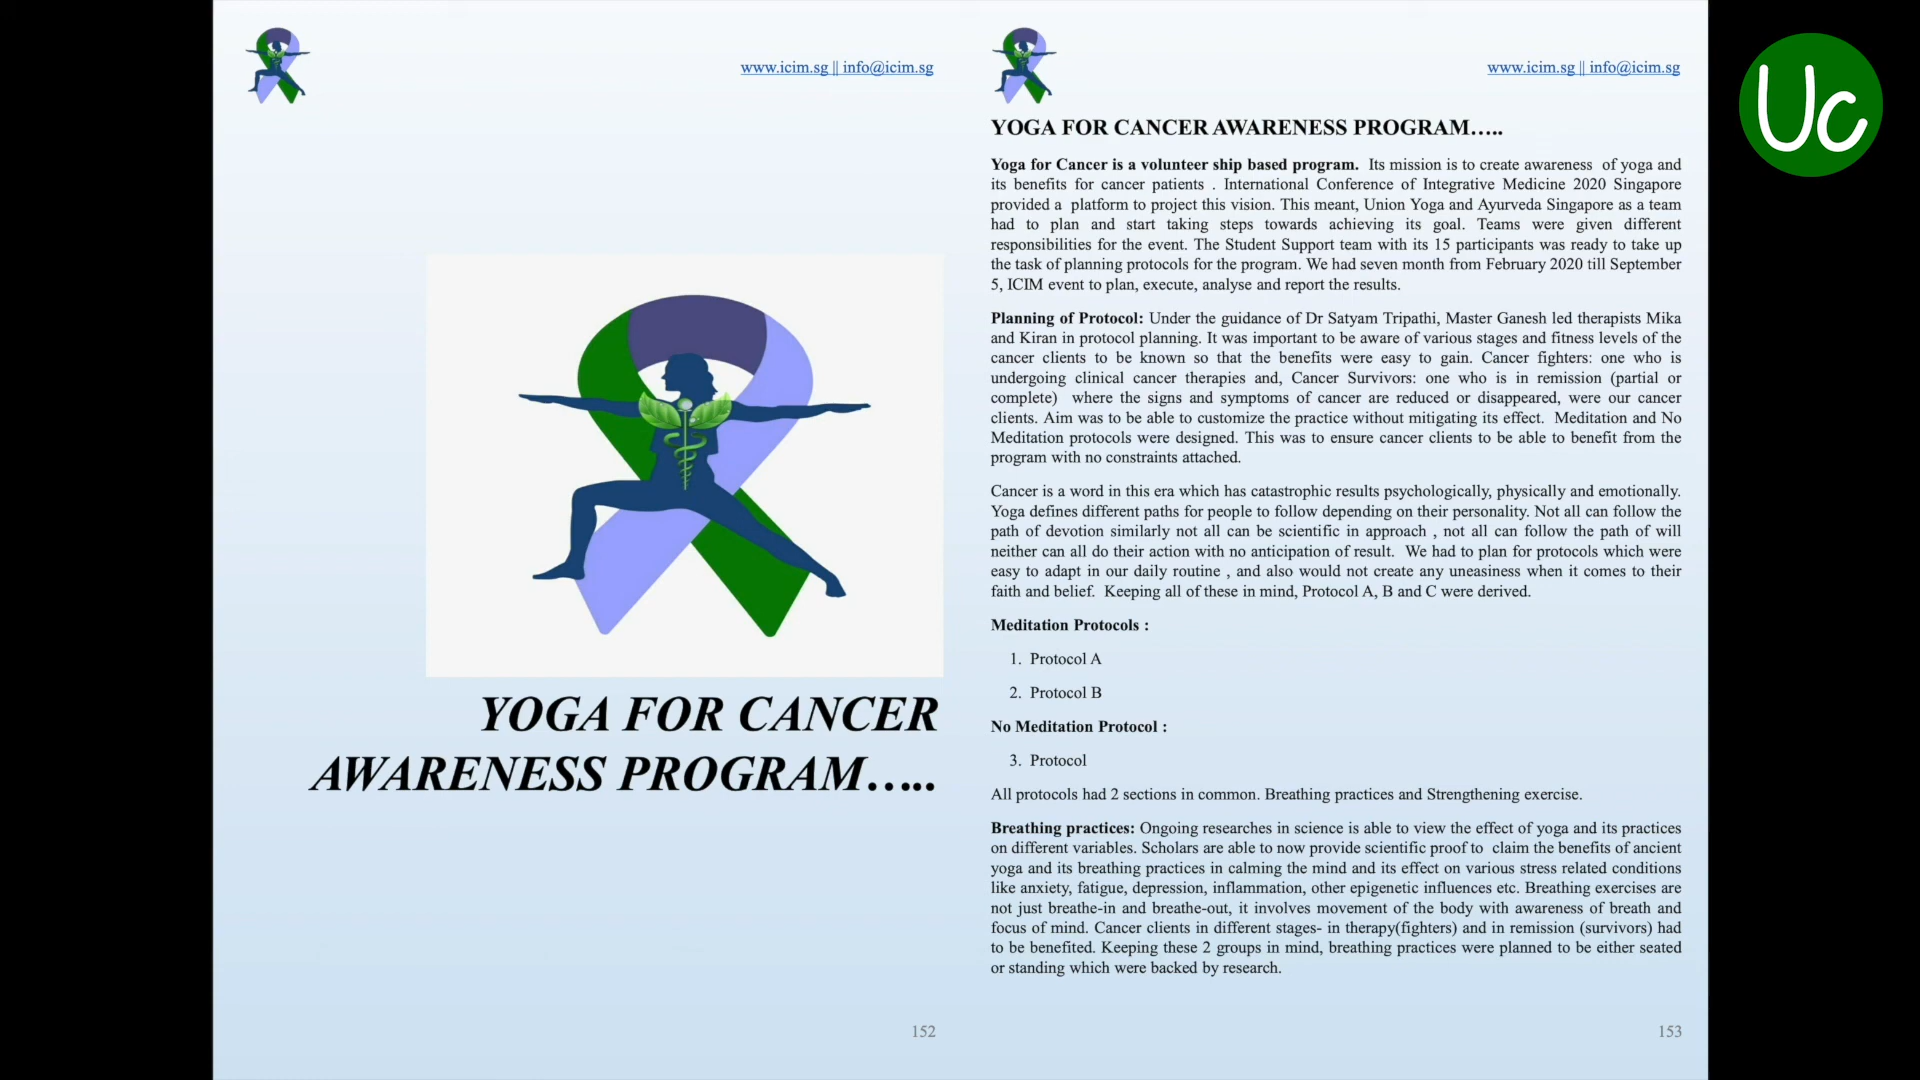 www.icim.sg || info@icim.sg
YOGA FOR CANCER
AWARENESS PROGRAM…..
152
www.icim.sg || info@icim.sg
YOGA FOR CANCER AWARENESS PROGRAM…..
Yoga for Cancer is a volunteer ship based program. Its mission is to create awareness of yoga and
its benefits for cancer patients . International Conference of Integrative Medicine 2020 Singapore
provided a platform to project this vision. This meant, Union Yoga and Ayurveda Singapore as a team
had to plan and start taking steps towards achieving its goal. Teams were given different
responsibilities for the event. The Student Support team with its 15 participants was ready to take up
the task of planning protocols for the program. We had seven month from February 2020 till September
5, ICIM event to plan, execute, analyse and report the results.
Planning of Protocol: Under the guidance of Dr Satyam Tripathi, Master Ganesh led therapists Mika
and Kiran in protocol planning. It was important to be aware of various stages and fitness levels of the
cancer clients to be known so that the benefits were easy to gain. Cancer fighters: one who is
undergoing clinical cancer therapies and, Cancer Survivors: one who is in remission (partial or
complete) where the signs and symptoms of cancer are reduced or disappeared, were our cancer
clients. Aim was to be able to customize the practice without mitigating its effect. Meditation and No
Meditation protocols were designed. This was to ensure cancer clients to be able to benefit from the
program with no constraints attached.
Cancer is a word in this era which has catastrophic results psychologically, physically and emotionally.
Yoga defines different paths for people to follow depending on their personality. Not all can follow the
path of devotion similarly not all can be scientific in approach , not all can follow the path of will
neither can all do their action with no anticipation of result. We had to plan for protocols which were
easy to adapt in our daily routine , and also would not create any uneasiness when it comes to their
faith and belief. Keeping all of these in mind, Protocol A, B and C were derived.
Meditation Protocols :
1. Protocol A
2. Protocol B
No Meditation Protocol :
3. Protocol
All protocols had 2 sections in common. Breathing practices and Strengthening exercise.
Breathing practices: Ongoing researches in science is able to view the effect of yoga and its practices
on different variables. Scholars are able to now provide scientific proof to claim the benefits of ancient
yoga and its breathing practices in calming the mind and its effect on various stress related conditions
like anxiety, fatigue, depression, inflammation, other epigenetic influences etc. Breathing exercises are
not just breathe-in and breathe-out, it involves movement of the body with awareness of breath and
focus of mind. Cancer clients in different stages- in therapy(fighters) and in remission (survivors) had
to be benefited. Keeping these 2 groups in mind, breathing practices were planned to be either seated
or standing which were backed by research.
153
Uc